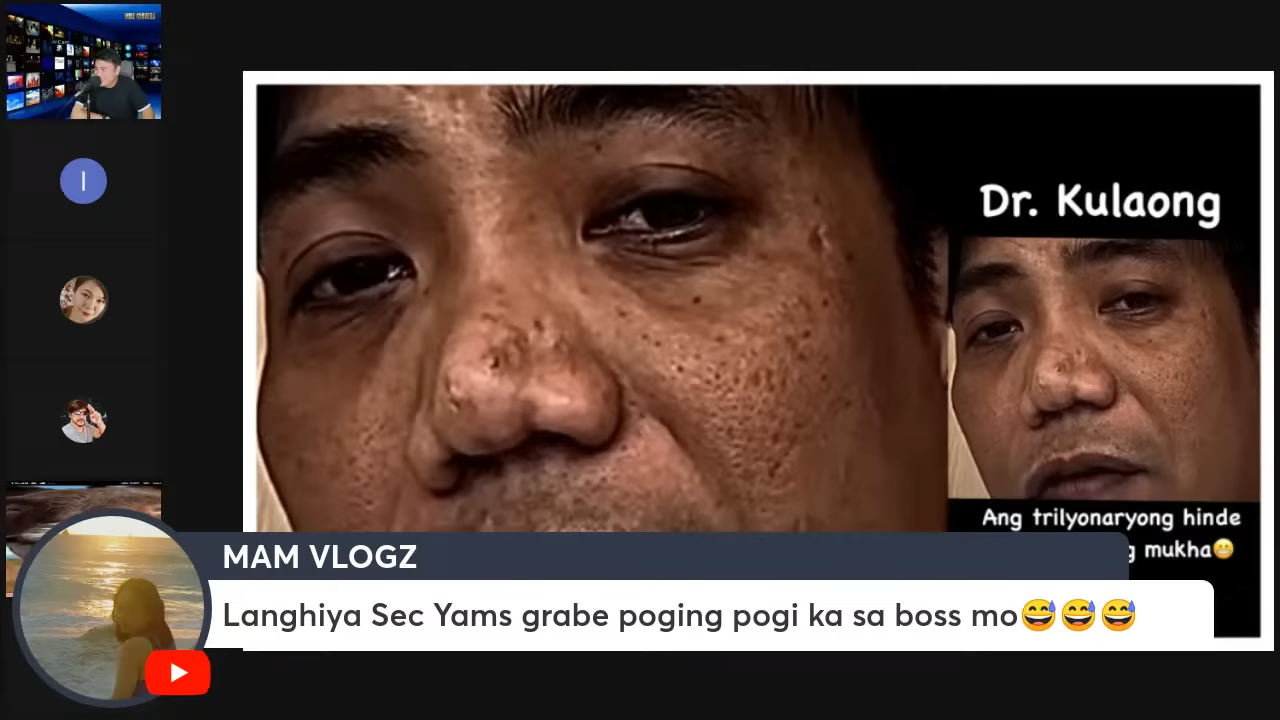 I
Dr. Kulaong
Ang trilyonaryong hinde
mukha😬
MAM VLOGZ
Langhiya Sec Yams grabe poging pogi ka sa boss mo😅😅😅